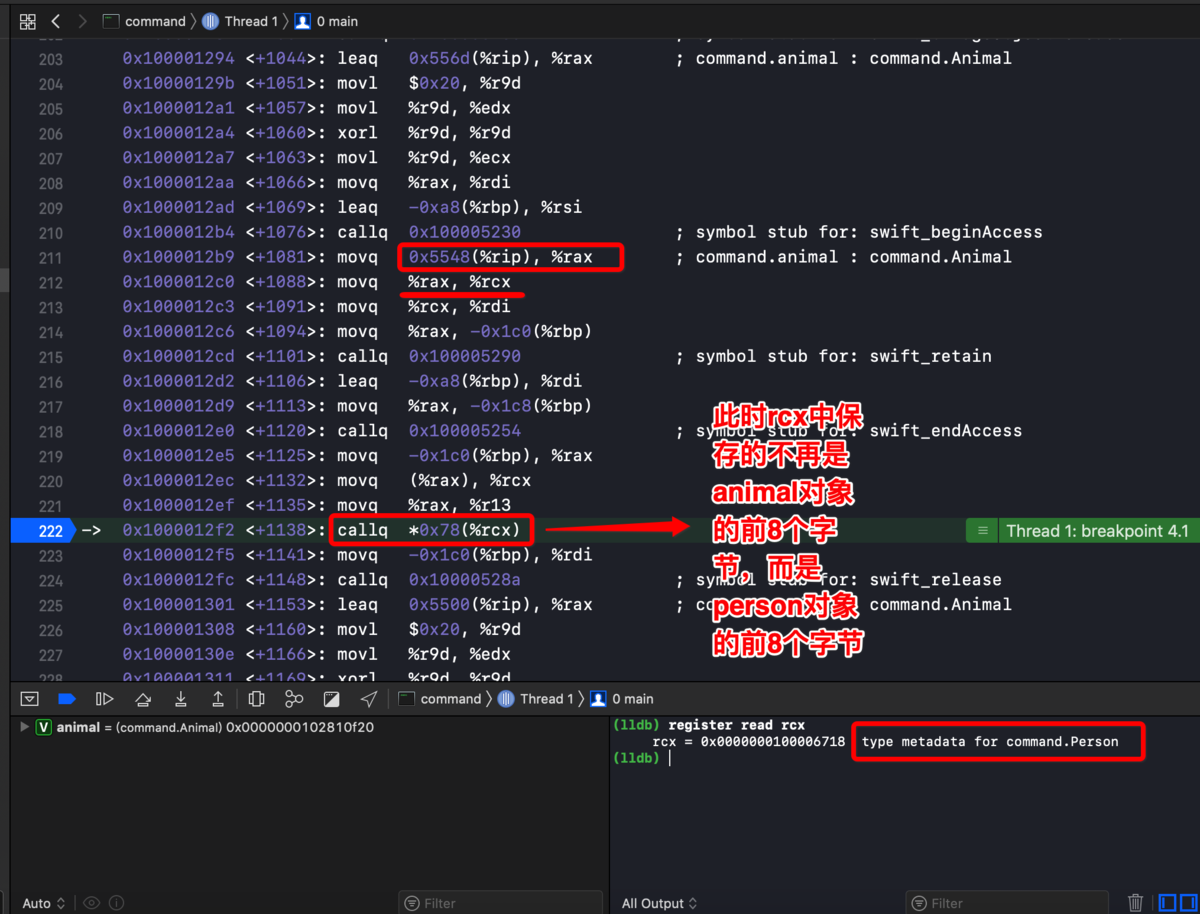 command 〉 Thread 1 〉 0 main
203 0x100001294 <+1044>: leaq 0x556d(%rip), %rax ; command.animal : command.Animal
204 0x10000129b <+1051>: movl $0x20, %r9d
205 0x1000012a1 <+1057>: movl %r9d, %edx
206 0x1000012a4 <+1060>: xorl %r9d, %r9d
207 0x1000012a7 <+1063>: movl %r9d, %ecx
208 0x1000012aa <+1066>: movq %rax, %rdi
209 0x1000012ad <+1069>: leaq -0xa8(%rbp), %rsi
210 0x1000012b4 <+1076>: callq 0x100005230 ; symbol stub for: swift_beginAccess
211 0x1000012b9 <+1081>: movq 0x5548(%rip), %rax ; command.animal : command.Animal
212 0x1000012c0 <+1088>: movq %rax, %rcx
213 0x1000012c3 <+1091>: movq %rcx, %rdi
214 0x1000012c6 <+1094>: movq %rax, -0x1c0(%rbp)
215 0x1000012cd <+1101>: callq 0x100005290 ; symbol stub for: swift_retain
216 0x1000012d2 <+1106>: leaq -0xa8(%rbp), %rdi
217 0x1000012d9 <+1113>: movq %rax, -0x1c8(%rbp)
218 0x1000012e0 <+1120>: callq 0x100005254 ; symbol stub for: swift_endAccess
219 0x1000012e5 <+1125>: movq -0x1c0(%rbp), %rax
220 0x1000012ec <+1132>: movq (%rax), %rcx
221 0x1000012ef <+1135>: movq %rax, %r13
222 -> 0x1000012f2 <+1138>: callq *0x78(%rcx) Thread 1: breakpoint 4.1
223 0x1000012f5 <+1141>: movq -0x1c0(%rbp), %rdi
224 0x1000012fc <+1148>: callq 0x10000528a ; symbol stub for: swift_release
225 0x100001301 <+1153>: leaq 0x5500(%rip), %rax ; command.Animal
226 0x100001308 <+1160>: movl $0x20, %r9d
227 0x10000130e <+1166>: movl %r9d, %edx
228 0x100001311 <+1169>: xorl %r9d, %r9d
此时rcx中保
存的不再是
animal对象
的前8个字
节，而是
person对象
的前8个字节
command 〉 Thread 1 〉 0 main
V animal = (command.Animal) 0x0000000102810f20
(lldb) register read rcx
rcx = 0x0000000100006718 type metadata for command.Person
(lldb)
Auto
Filter
All Output
Filter